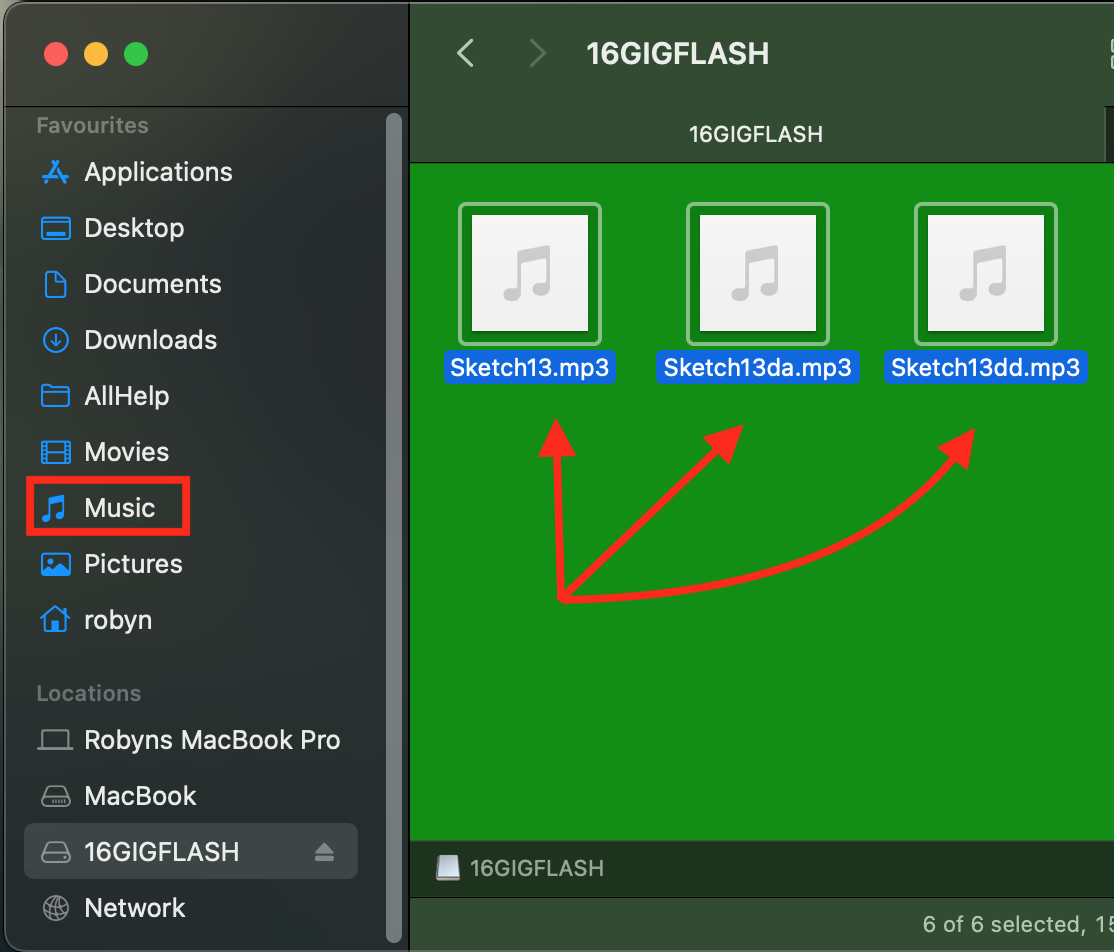 16GIGFLASH
16GIGFLASH
Favourites
Applications
Desktop
Documents
Downloads
AllHelp
Movies
Music
Pictures
robyn
Locations
Robyns MacBook Pro
MacBook
16GIGFLASH
Network
Sketch13.mp3
Sketch13da.mp3
Sketch13dd.mp3
16GIGFLASH
6 of 6 selected, 15